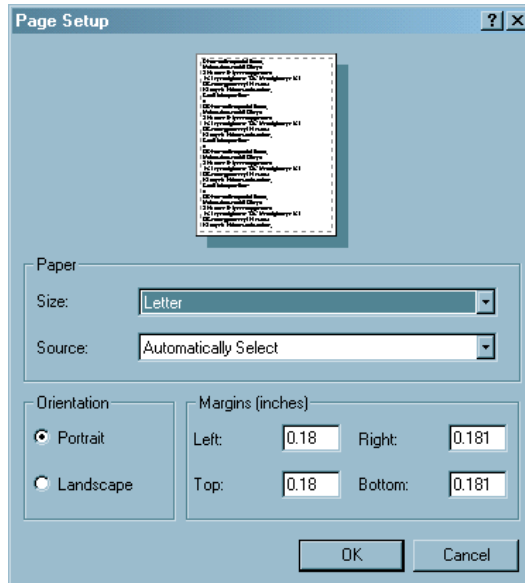 Page Setup
Paper
Size: Letter
Source: Automatically Select
Orientation
Portrait
Landscape
Margins (inches)
Left: 0.18 Right: 0.181
Top: 0.18 Bottom: 0.181
OK Cancel